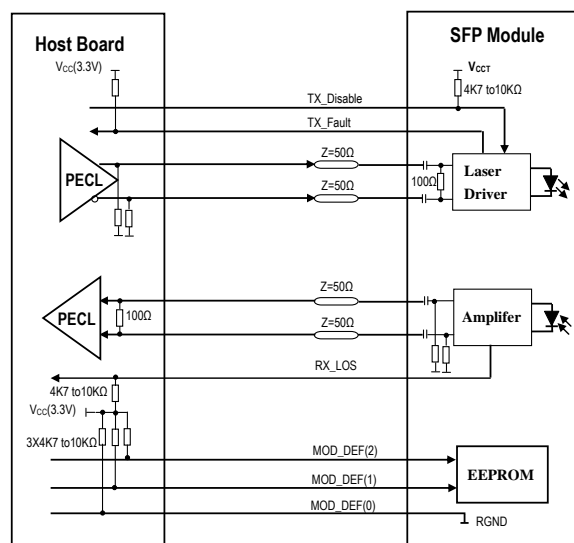 Host Board
SFP Module
VCC(3.3V)
VCCT
4K7 to10KΩ
TX_Disable
TX_Fault
PECL
Z=50Ω
Z=50Ω
100Ω
Laser
Driver
PECL
100Ω
Z=50Ω
Z=50Ω
Amplifer
RX_LOS
4K7 to10KΩ
VCC(3.3V)
3X4K7 to10KΩ
MOD_DEF(2)
MOD_DEF(1)
MOD_DEF(0)
EEPROM
RGND